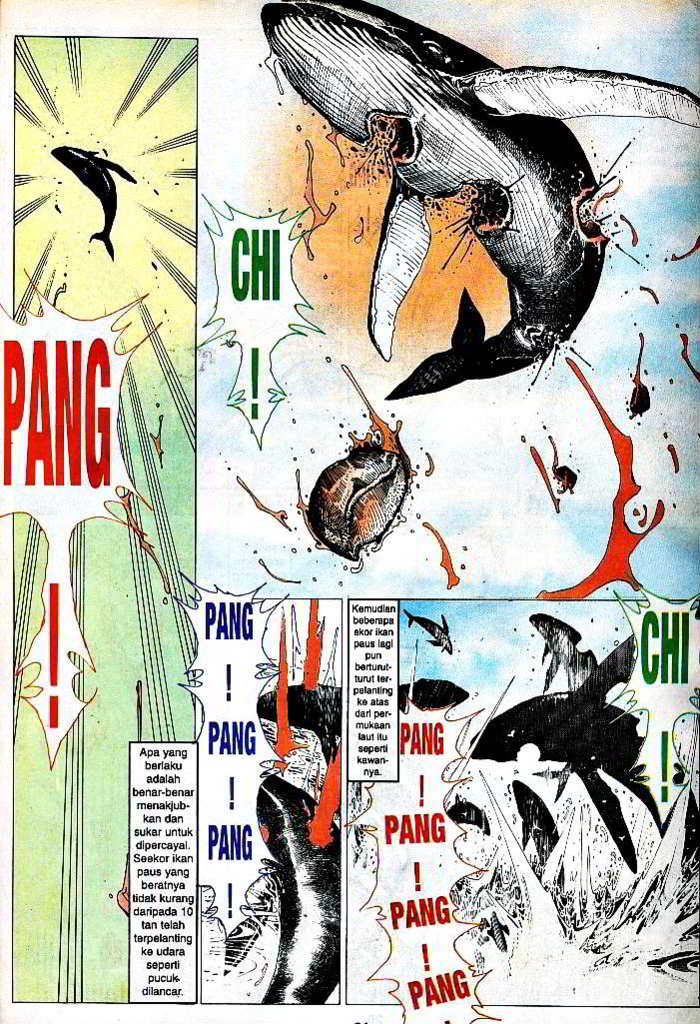 PANG
!
CHI
!
Apa yang
berlaku
adalah
benar-benar
menakjub-
kan dan
sukar untuk
dipercayai.
Seekor ikan
paus yang
beratnya
tidak kurang
daripada 10
tan telah
terpelanting
ke udara
seperti
pucuk
dilancar.
PANG
!
PANG
!
PANG
!
Kemudian
beberapa
ekor ikan
paus lagi
pun
berturut-
turut ter-
pelanting
ke atas
dari per-
mukaan
laut itu
seperti
kawan-
nya.
PANG
!
PANG
!
PANG
!
PANG
CHI
!